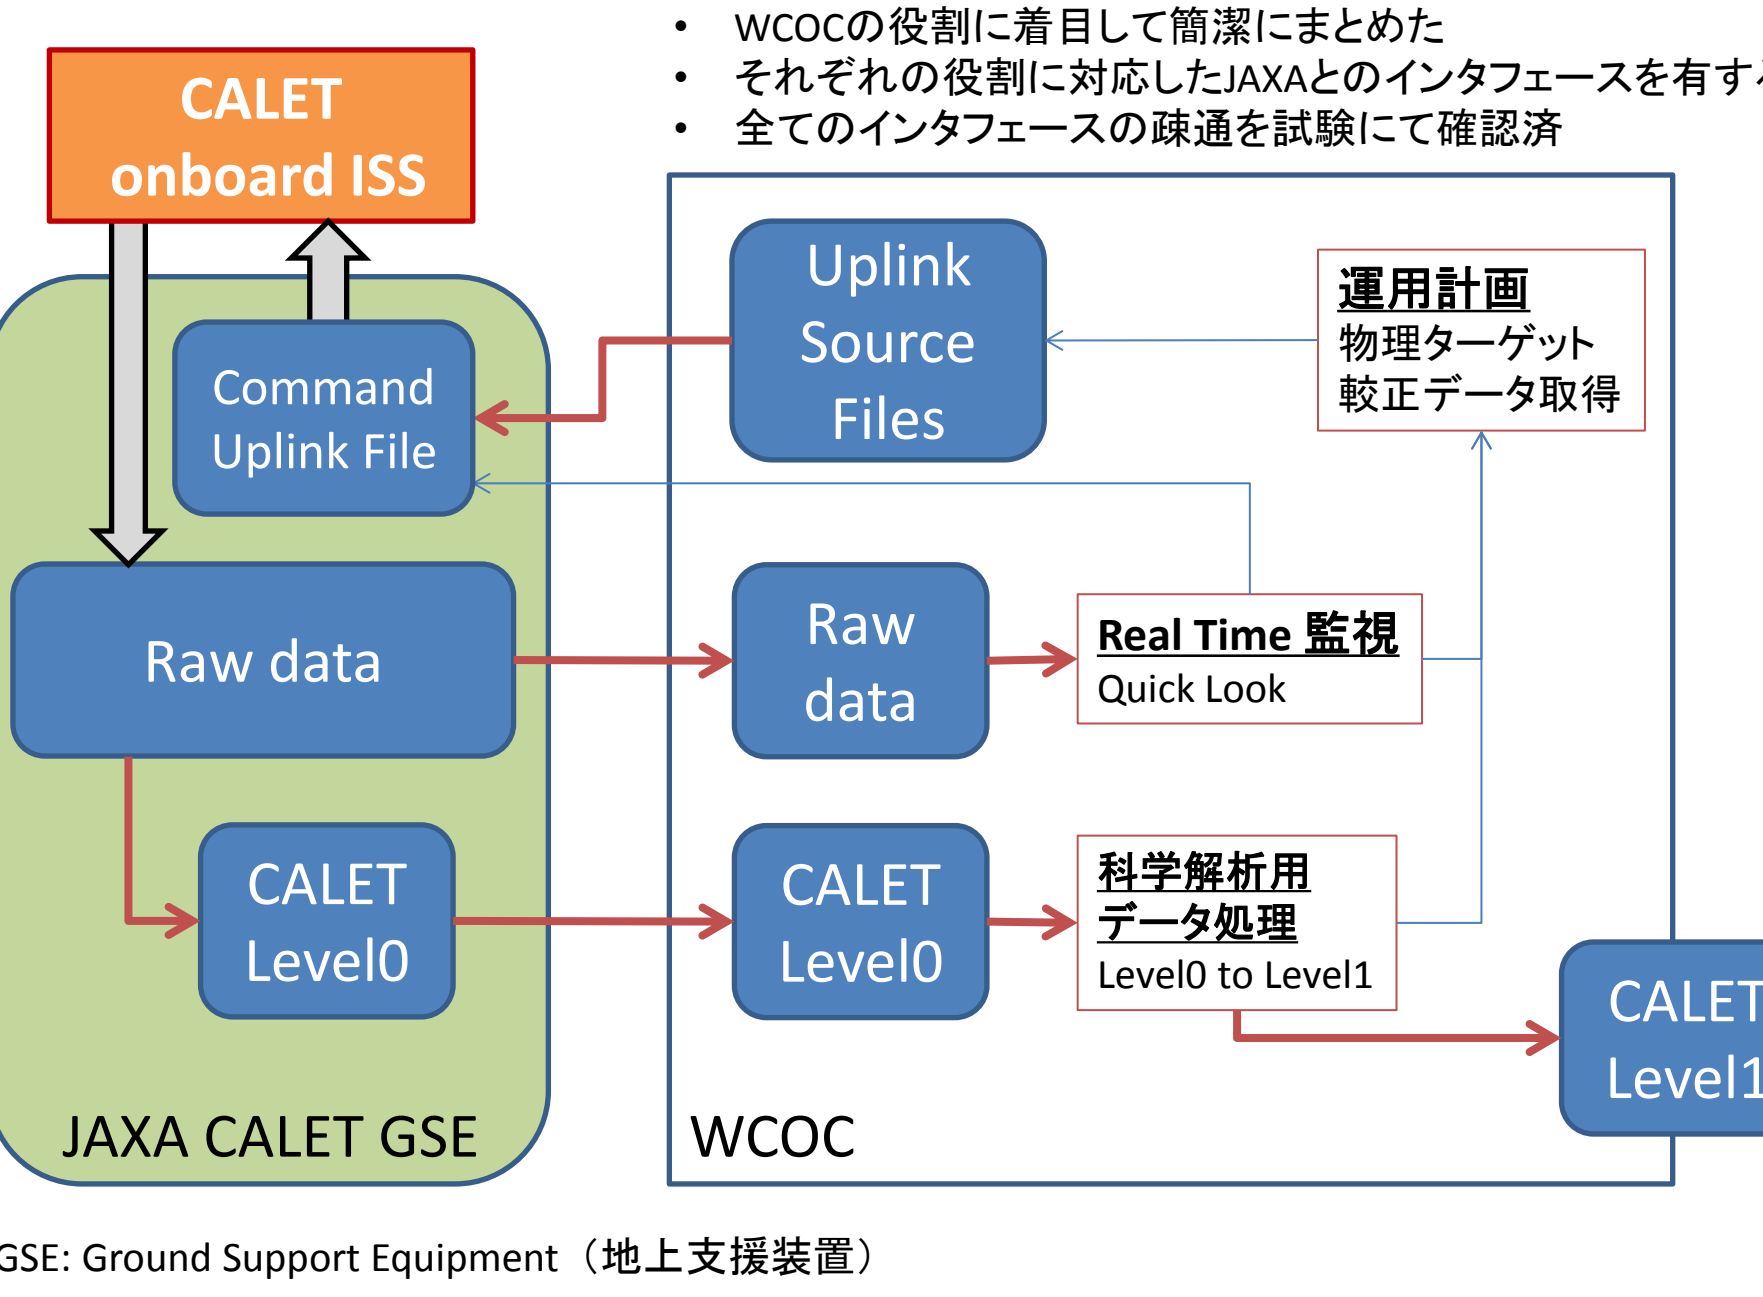 • WCOCの役割に着目して簡潔にまとめた
• それぞれの役割に対応したJAXAとのインタフェースを有する
• 全てのインタフェースの疎通を試験にて確認済
CALET
onboard ISS
Command
Uplink File
Raw data
CALET
Level0
JAXA CALET GSE
Uplink
Source
Files
運用計画
物理ターゲット
較正データ取得
Raw
data
Real Time 監視
Quick Look
CALET
Level0
科学解析用
データ処理
Level0 to Level1
CALET
Level1
WCOC
GSE: Ground Support Equipment（地上支援装置）